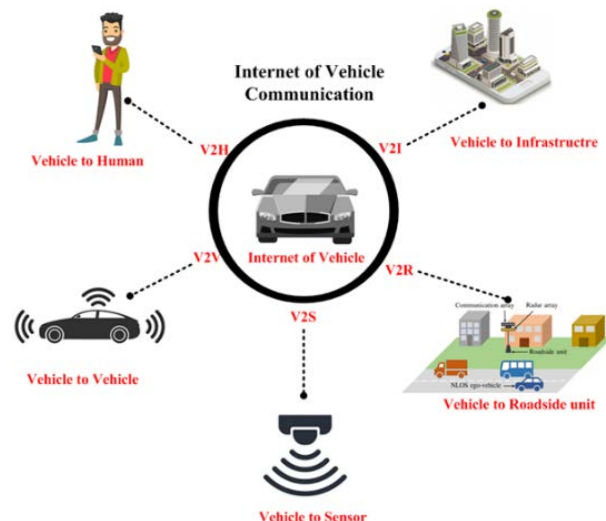 Internet of Vehicle
Communication
V2H
V2I
Vehicle to Human
Vehicle to Infrastructre
Internet of Vehicle
V2V
V2R
V2S
Communication array
Radar array
Roadside unit
NLOS ego-vehicle
Vehicle to Vehicle
Vehicle to Roadside unit
Vehicle to Sensor